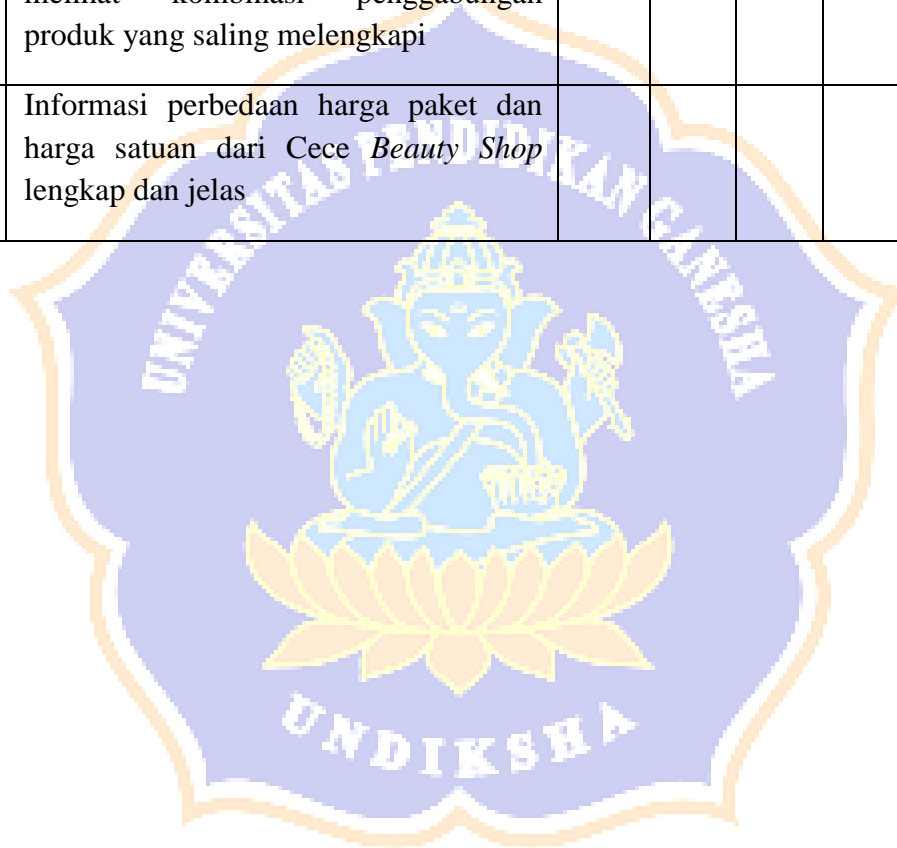 melihat kombinasi penggabungan
produk yang saling melengkapi
Informasi perbedaan harga paket dan
harga satuan dari Cece Beauty Shop
lengkap dan jelas
UNIVERSITAS PENDIDIKAN GANESHA
UNDIKSHA